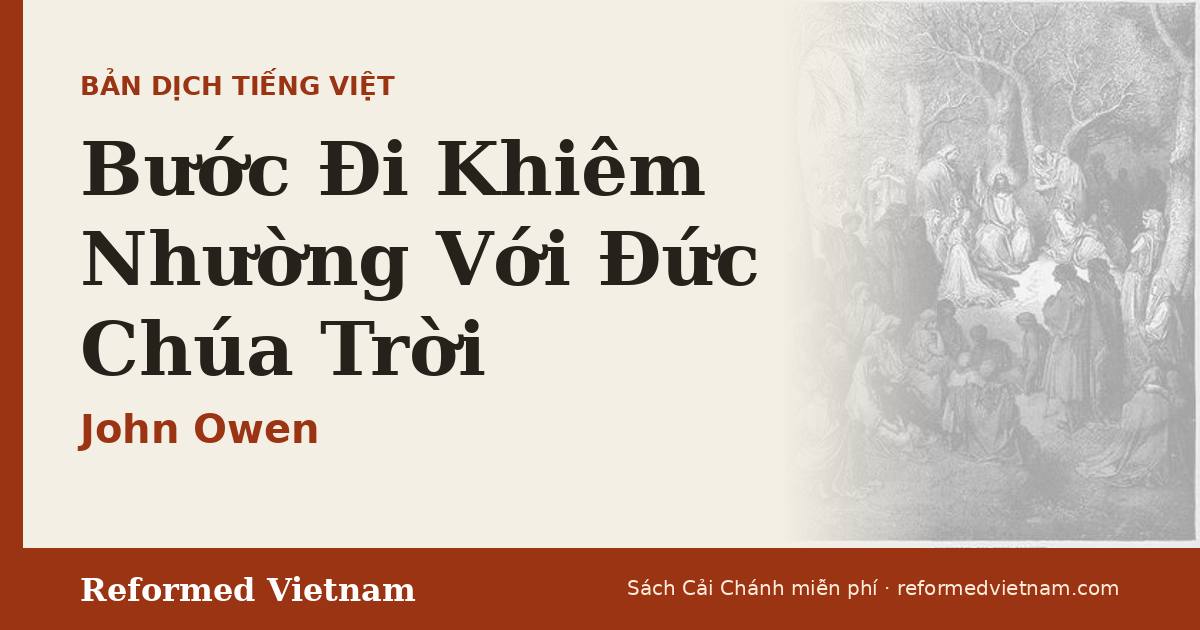 BẢN DỊCH TIẾNG VIỆT
Bước Đi Khiêm
Nhường Với Đức
Chúa Trời
John Owen
Reformed Vietnam
Sách Cải Chánh miễn phí · reformedvietnam.com